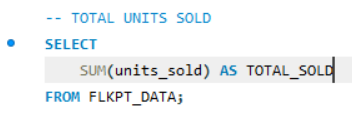 -- TOTAL UNITS SOLD
SELECT
SUM(units_sold) AS TOTAL_SOLD
FROM FLKPT_DATA;